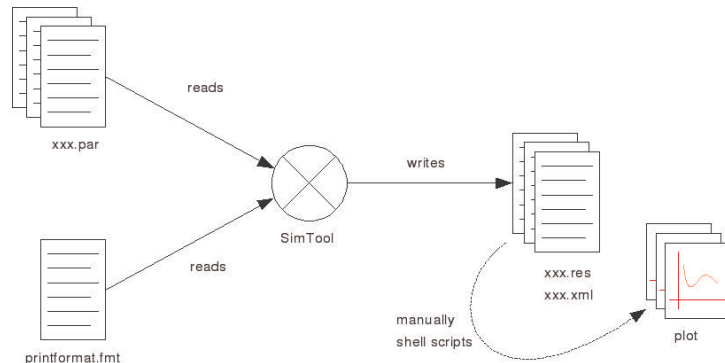 reads
xxx.par
writes
SimTool
reads
xxx.res
xxx.xml
manually
shell scripts
plot
printformat.fmt